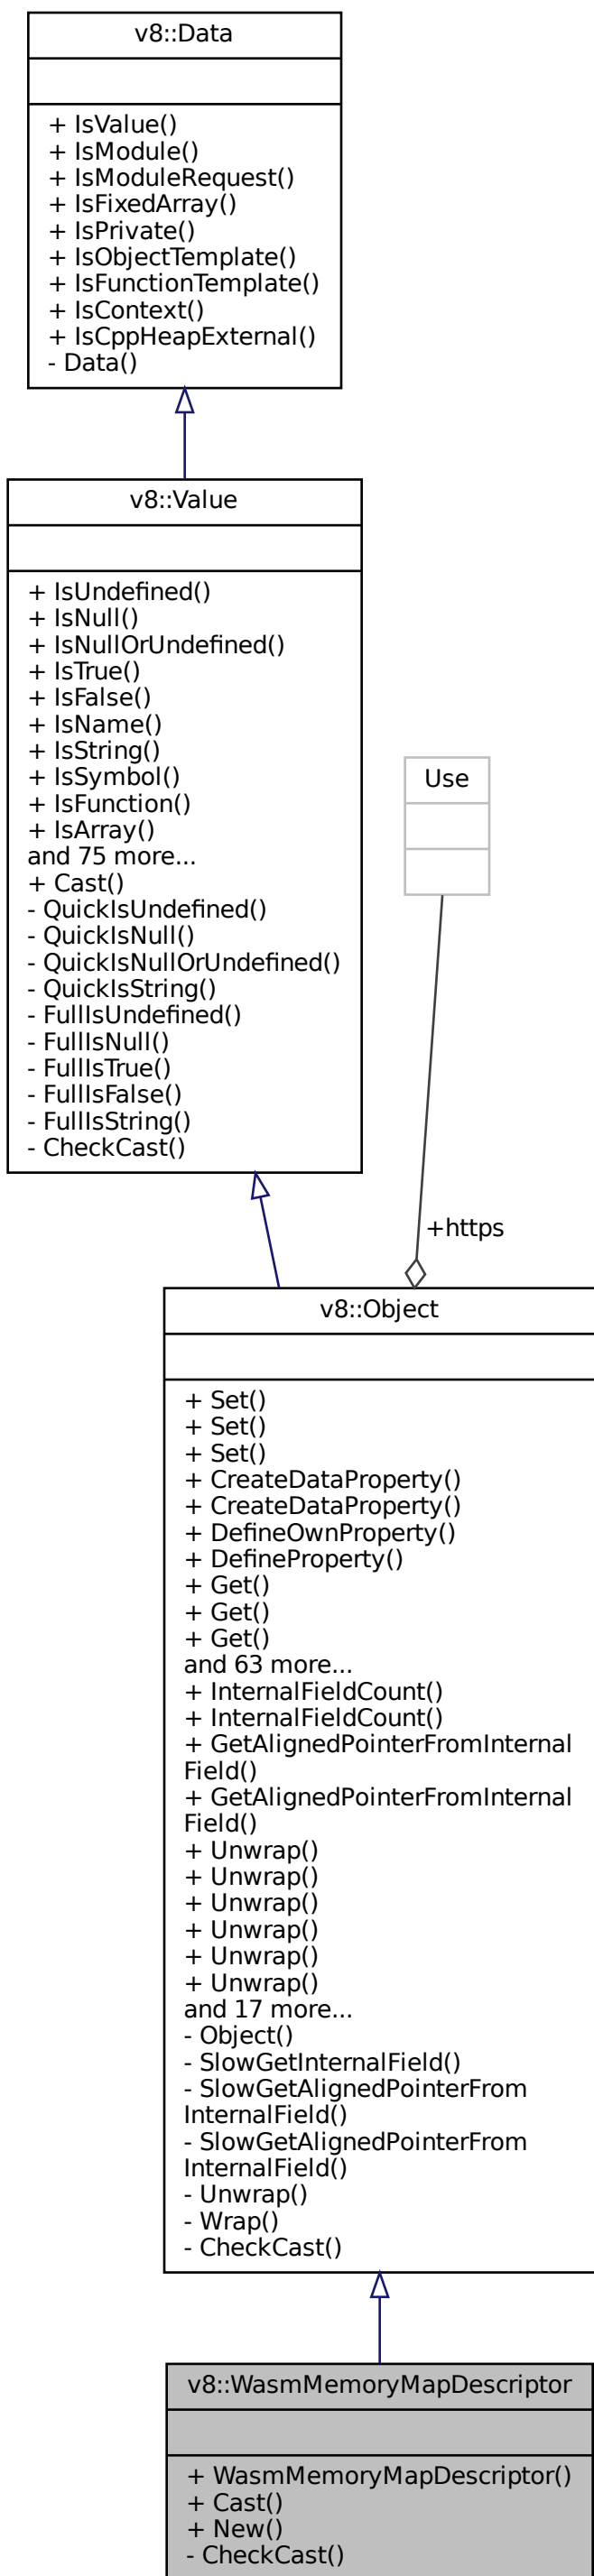 v8::Data
+ IsValue()
+ IsModule()
+ IsModuleRequest()
+ IsFixedArray()
+ IsPrivate()
+ IsObjectTemplate()
+ IsFunctionTemplate()
+ IsContext()
+ IsCppHeapExternal()
- Data()
v8::Value
+ IsUndefined()
+ IsNull()
+ IsNullOrUndefined()
+ IsTrue()
+ IsFalse()
+ IsName()
+ IsString()
+ IsSymbol()
+ IsFunction()
+ IsArray()
and 75 more...
+ Cast()
- QuickIsUndefined()
- QuickIsNull()
- QuickIsNullOrUndefined()
- QuickIsString()
- FullIsUndefined()
- FullIsNull()
- FullIsTrue()
- FullIsFalse()
- FullIsString()
- CheckCast()
Use
+https
v8::Object
+ Set()
+ Set()
+ Set()
+ CreateDataProperty()
+ CreateDataProperty()
+ DefineOwnProperty()
+ DefineProperty()
+ Get()
+ Get()
+ Get()
and 63 more...
+ InternalFieldCount()
+ InternalFieldCount()
+ GetAlignedPointerFromInternal
Field()
+ GetAlignedPointerFromInternal
Field()
+ Unwrap()
+ Unwrap()
+ Unwrap()
+ Unwrap()
+ Unwrap()
+ Unwrap()
and 17 more...
- Object()
- SlowGetInternalField()
- SlowGetAlignedPointerFrom
InternalField()
- SlowGetAlignedPointerFrom
InternalField()
- Unwrap()
- Wrap()
- CheckCast()
v8::WasmMemoryMapDescriptor
+ WasmMemoryMapDescriptor()
+ Cast()
+ New()
- CheckCast()